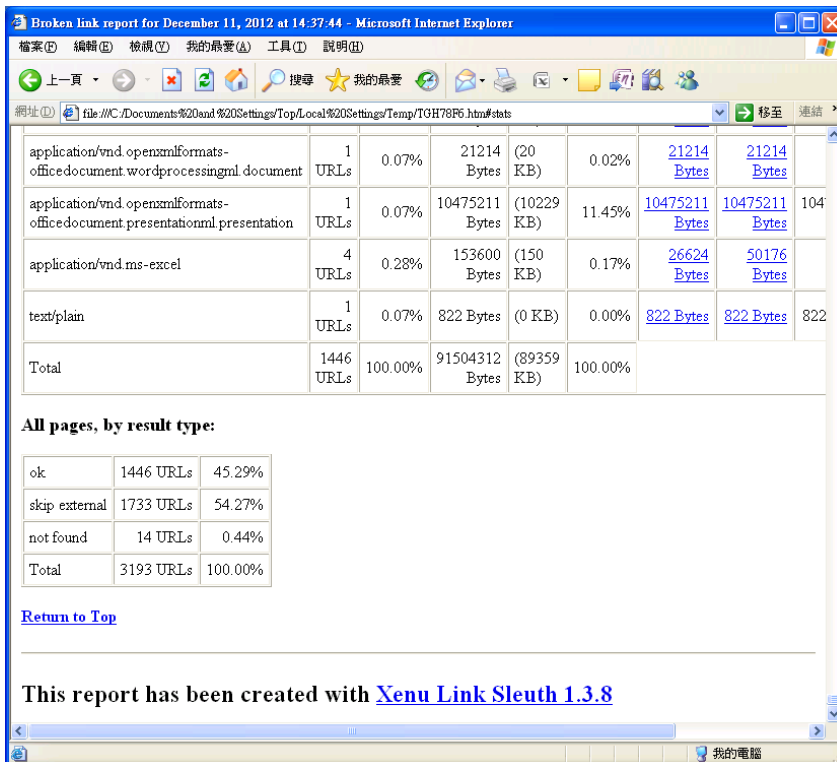 Broken link report for December 11, 2012 at 14:37:44 - Microsoft Internet Explorer
檔案(F) 編輯(E) 檢視(V) 我的最愛(A) 工具(T) 說明(H)
上一頁 搜尋 我的最愛
網址(D) file:///C:/Documents%20and%20Settings/Top/Local%20Settings/Temp/TGH78F6.htm#stats 移至 連結
application/vnd.openxmlformats-officedocument.wordprocessingml.document 1 URLs 0.07% 21214 Bytes (20 KB) 0.02% 21214 Bytes 21214 Bytes
application/vnd.openxmlformats-officedocument.presentationml.presentation 1 URLs 0.07% 10475211 Bytes (10229 KB) 11.45% 10475211 Bytes 10475211 Bytes 104
application/vnd.ms-excel 4 URLs 0.28% 153600 Bytes (150 KB) 0.17% 26624 Bytes 50176 Bytes
text/plain 1 URLs 0.07% 822 Bytes (0 KB) 0.00% 822 Bytes 822 Bytes 822
Total 1446 URLs 100.00% 91504312 Bytes (89359 KB) 100.00%
All pages, by result type:
ok 1446 URLs 45.29%
skip external 1733 URLs 54.27%
not found 14 URLs 0.44%
Total 3193 URLs 100.00%
Return to Top
This report has been created with Xenu Link Sleuth 1.3.8
我的電腦